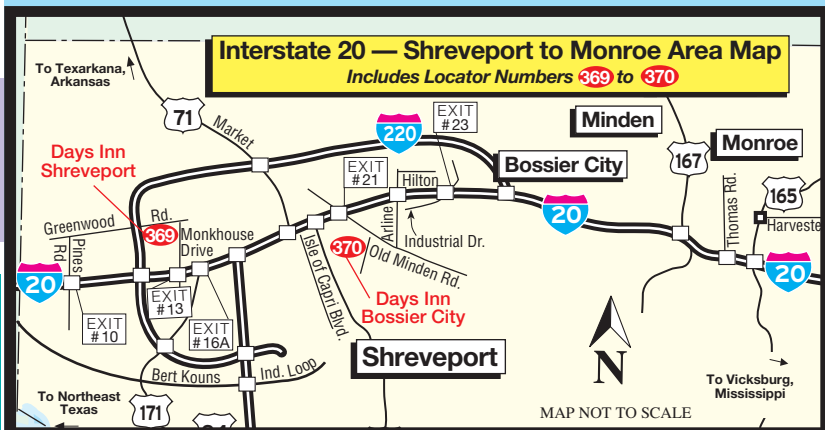 Interstate 20 — Shreveport to Monroe Area Map
Includes Locator Numbers 369 to 370
To Texarkana,
Arkansas
71
Market
220
EXIT
#23
Minden
167
Monroe
Days Inn
Shreveport
EXIT
#21
Hilton
Bossier City
165
Greenwood Rd.
369
Monkhouse
Drive
Pines
Rd
Arline
Industrial Dr.
20
Thomas Rd.
Harveste
370
Old Minden Rd.
Isle of Capri Blvd.
20
20
EXIT
#13
EXIT
#10
EXIT
#16A
Days Inn
Bossier City
Shreveport
N
Bert Kouns Ind. Loop
To Northeast
Texas
171
To Vicksburg,
Mississippi
MAP NOT TO SCALE